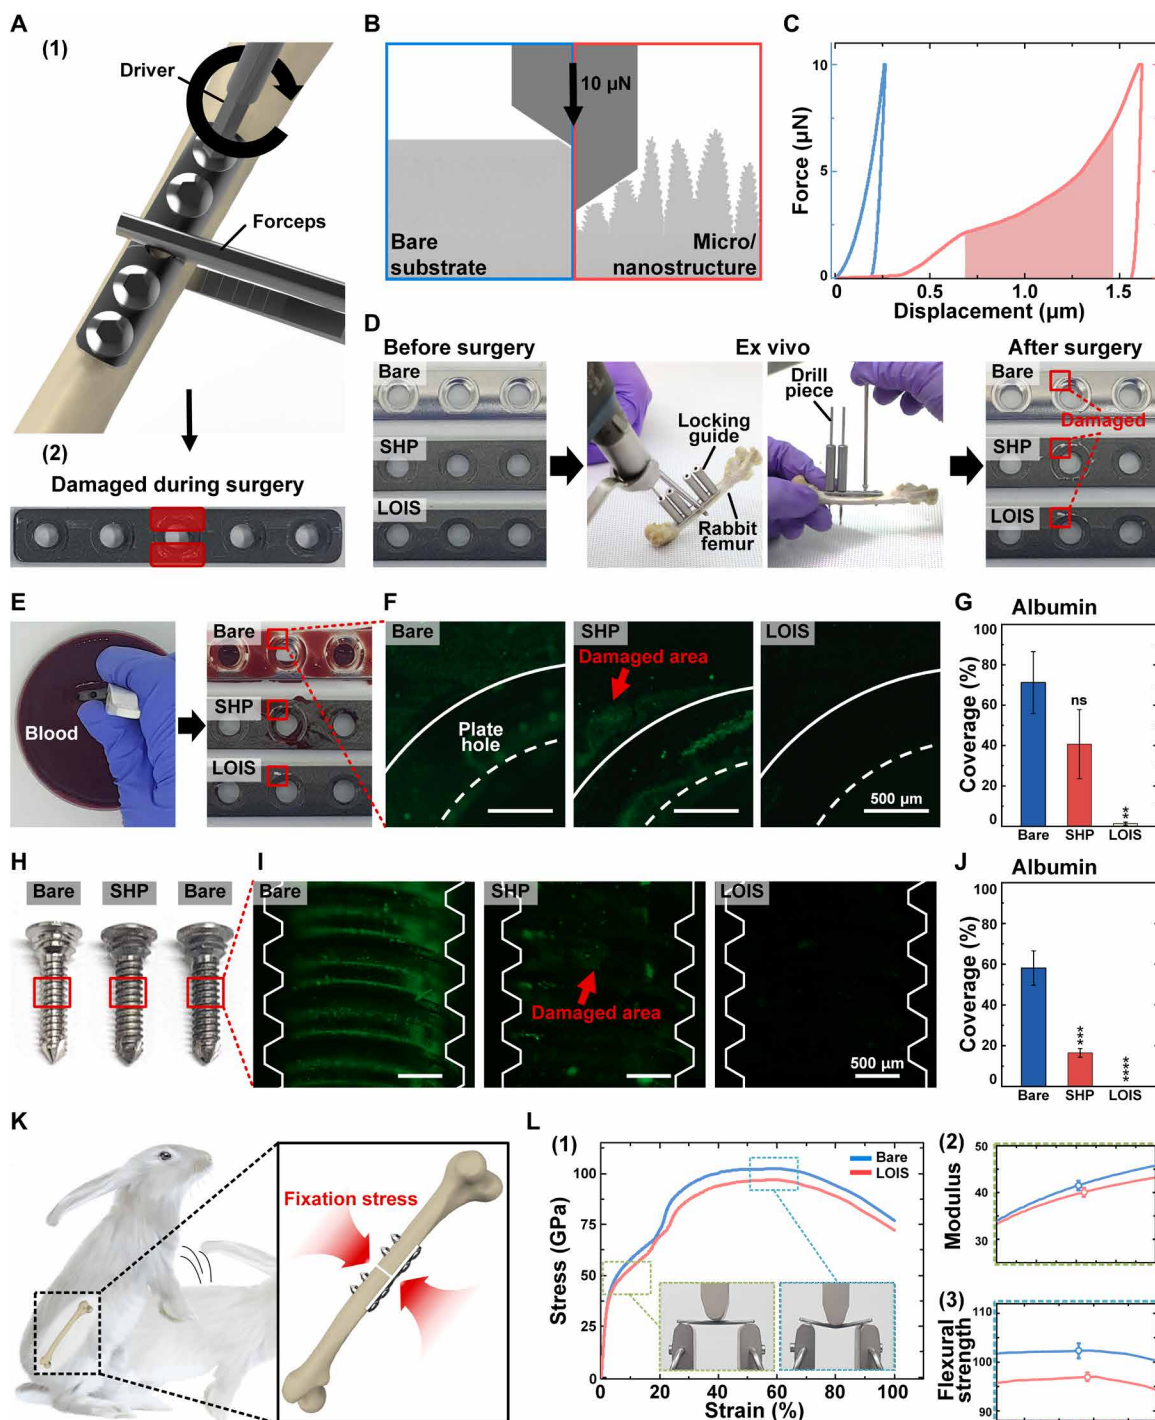 A
(1)
Driver
Forceps
(2)
Damaged during surgery
B
10 µN
Bare
substrate
Micro/
nanostructure
C
10
5
0
Force (µN)
0
0.5
1.0
1.5
Displacement (µm)
D
Before surgery
Ex vivo
After surgery
Bare
SHP
LOIS
Locking
guide
Rabbit
femur
Drill
piece
Bare
Damaged
SHP
LOIS
E
Blood
Bare
SHP
LOIS
F
Bare
Plate
hole
SHP
Damaged area
LOIS
500 µm
G
Albumin
Coverage (%)
100
80
60
40
20
0
ns
**
Bare
SHP
LOIS
H
Bare
SHP
Bare
I
Bare
SHP
Damaged area
LOIS
500 µm
J
Albumin
Coverage (%)
100
80
60
40
20
0
***
****
Bare
SHP
LOIS
K
Fixation stress
L
(1)
Bare
LOIS
Stress (GPa)
100
75
50
25
0
0
20
40
60
80
100
Strain (%)
(2)
Modulus
50
40
30
(3)
Flexural
strength
110
100
90